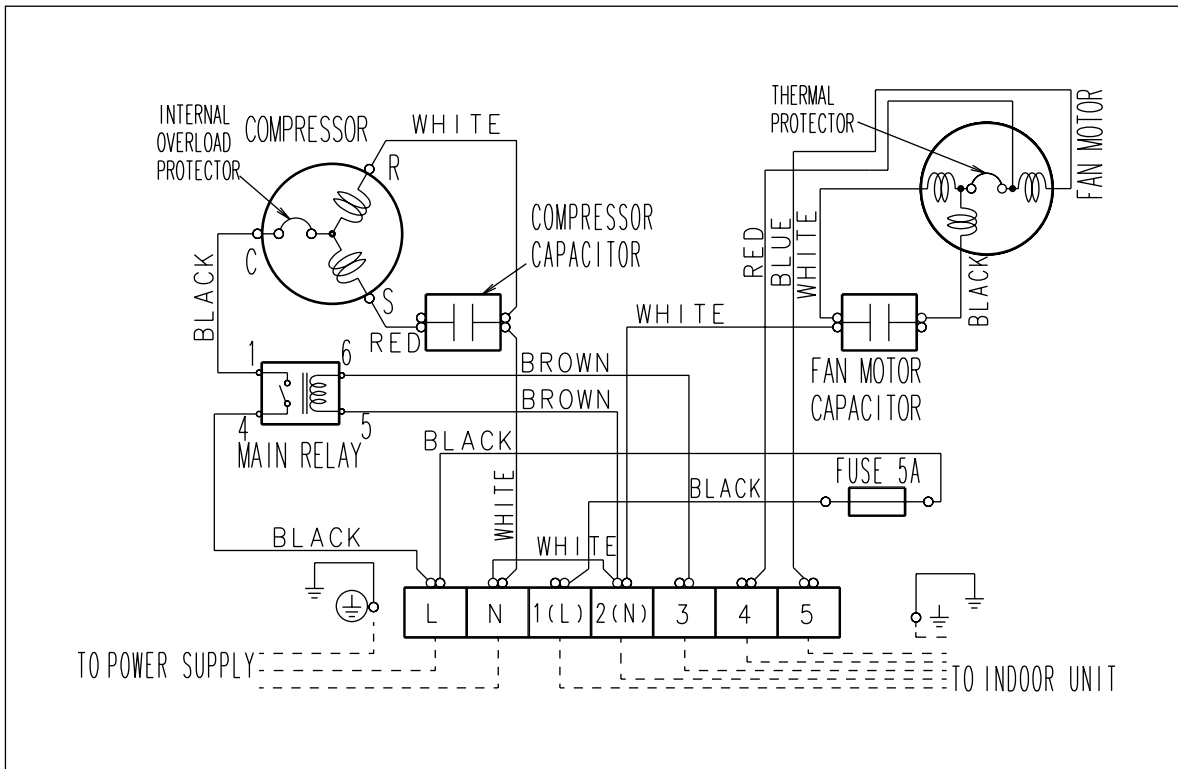 INTERNAL
OVERLOAD
PROTECTOR
COMPRESSOR
WHITE
R
C
S
BLACK
RED
COMPRESSOR
CAPACITOR
THERMAL
PROTECTOR
FAN MOTOR
RED
BLUE
WHITE
BLACK
WHITE
FAN MOTOR
CAPACITOR
1
6
4
5
MAIN RELAY
BROWN
BROWN
BLACK
FUSE 5A
BLACK
WHITE
BLACK
WHITE
L
N
1(L)
2(N)
3
4
5
TO POWER SUPPLY
TO INDOOR UNIT